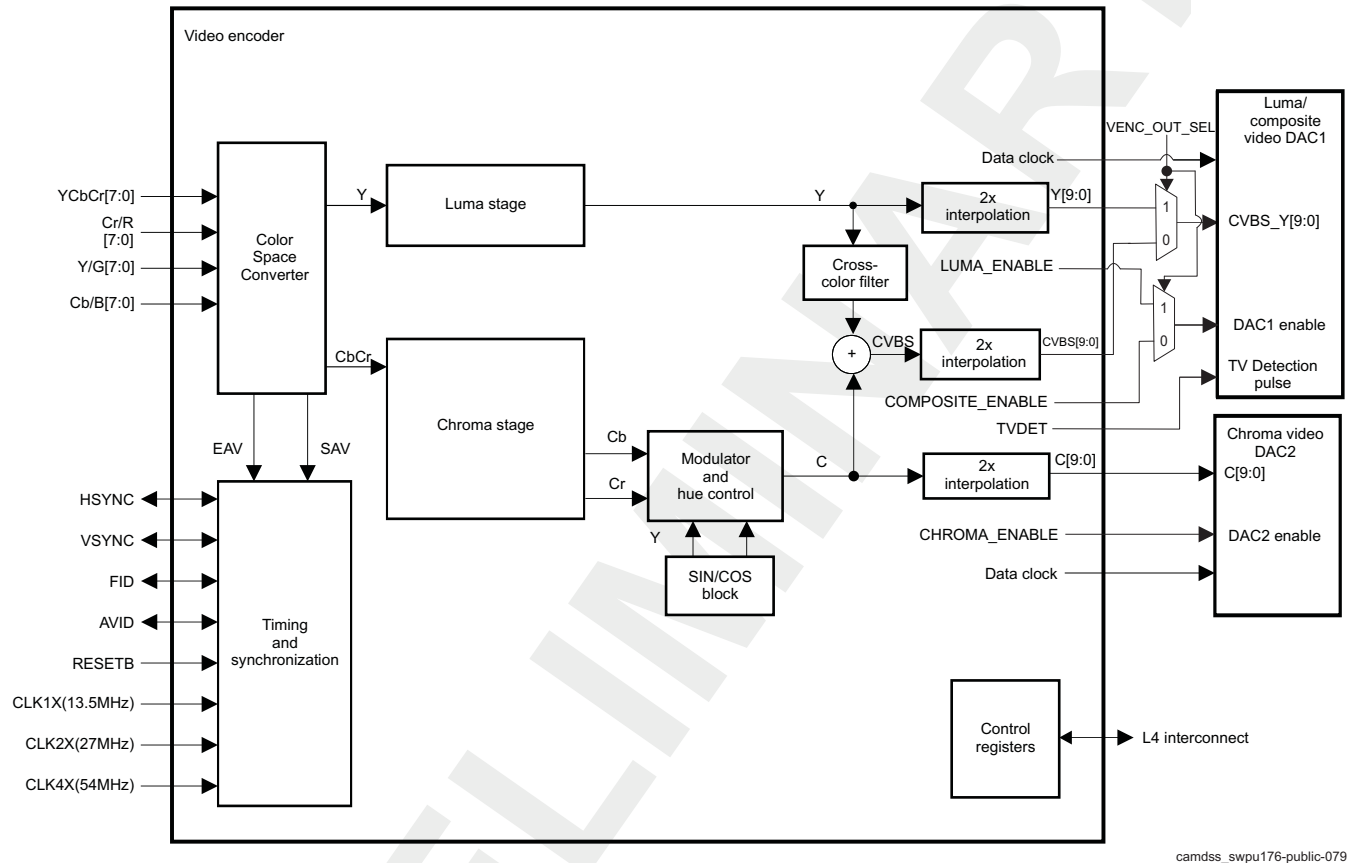 Video encoder
Luma/
composite
video DAC1
VENC_OUT_SEL
Data clock
YCbCr[7:0]
Cr/R
[7:0]
Y/G[7:0]
Cb/B[7:0]
Color
Space
Converter
Y
Luma stage
Y
2x
interpolation
Y[9:0]
1
0
CVBS_Y[9:0]
Cross-
color filter
LUMA_ENABLE
1
0
DAC1 enable
CbCr
+
CVBS
2x
interpolation
CVBS[9:0]
TV Detection
pulse
COMPOSITE_ENABLE
TVDET
Chroma stage
Cb
Cr
Modulator
and
hue control
C
2x
interpolation
C[9:0]
Chroma video
DAC2
C[9:0]
EAV
SAV
Y
SIN/COS
block
CHROMA_ENABLE
DAC2 enable
Data clock
HSYNC
VSYNC
FID
AVID
RESETB
CLK1X(13.5MHz)
CLK2X(27MHz)
CLK4X(54MHz)
Timing
and
synchronization
Control
registers
L4 interconnect
camdss_swpu176-public-079